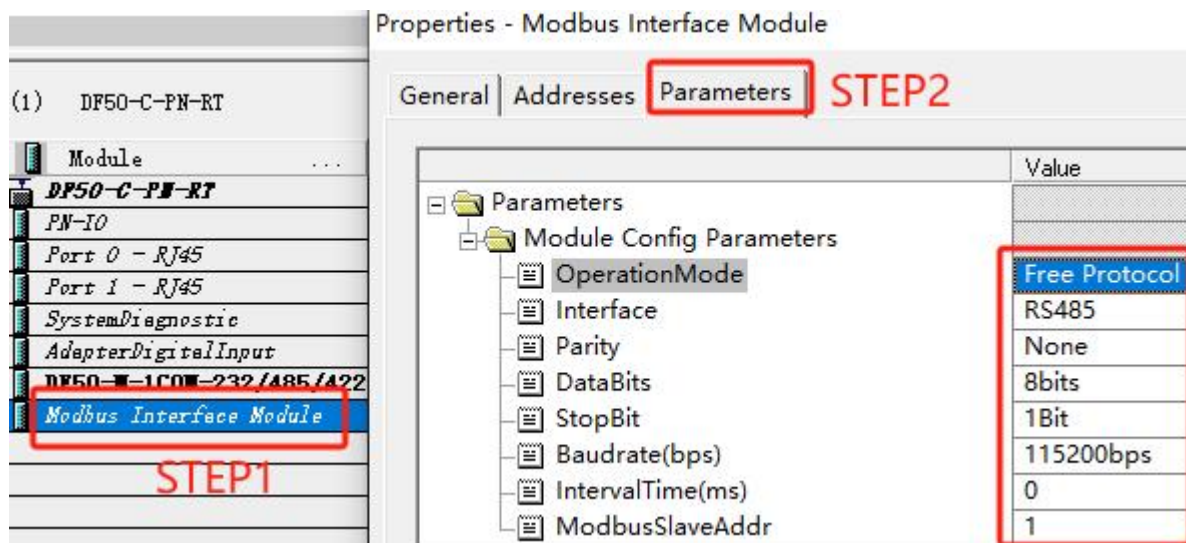 Properties - Modbus Interface Module
(1) DF50-C-PN-RT
General Addresses Parameters STEP2
Module ...
DF50-C-PN-RT
PN-IO
Port 0 - RJ45
Port 1 - RJ45
SystemDiagnostic
AdapterDigitalInput
DF50-M-1COM-232/485/422
Modbus Interface Module
STEP1
Value
Parameters
Module Config Parameters
OperationMode Free Protocol
Interface RS485
Parity None
DataBits 8bits
StopBit 1Bit
Baudrate(bps) 115200bps
IntervalTime(ms) 0
ModbusSlaveAddr 1